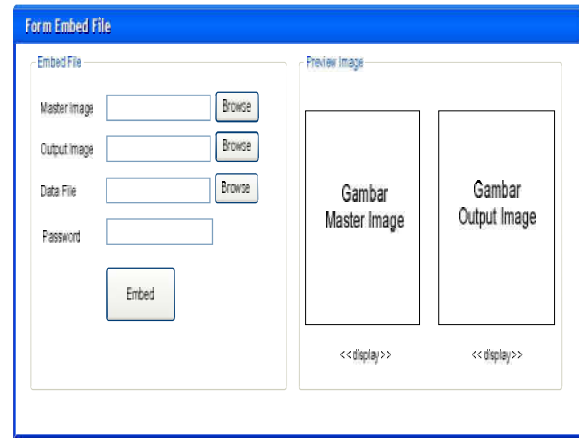 Form Embed File
Embed File
Master Image
Browse
Output Image
Browse
Data File
Browse
Password
Embed
Preview Image
Gambar
Master Image
Gambar
Output Image
<<display>>
<<display>>